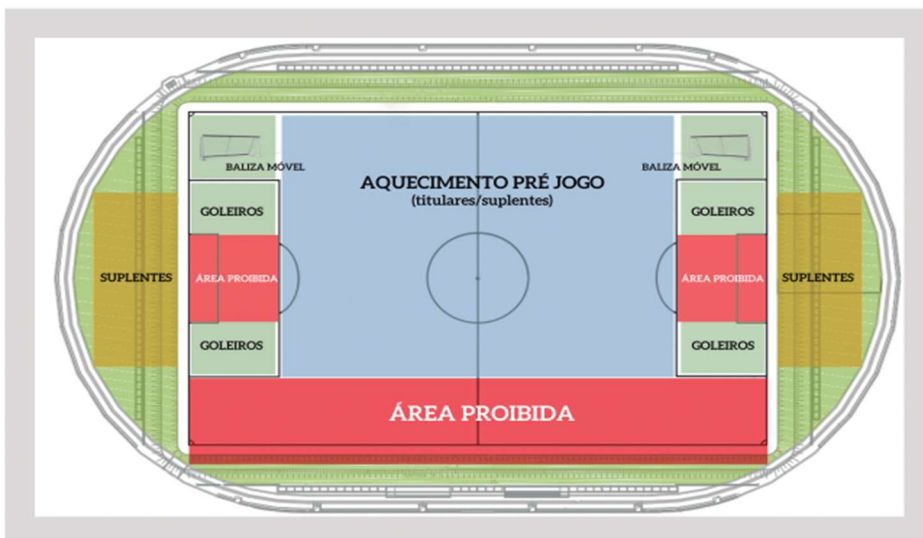 BALIZA MÓVEL
BALIZA MÓVEL
AQUECIMENTO PRÉ JOGO
(titulares/suplentes)
GOLEIROS
GOLEIROS
SUPLENTES
ÁREA PROIBIDA
ÁREA PROIBIDA
SUPLENTES
GOLEIROS
GOLEIROS
ÁREA PROIBIDA